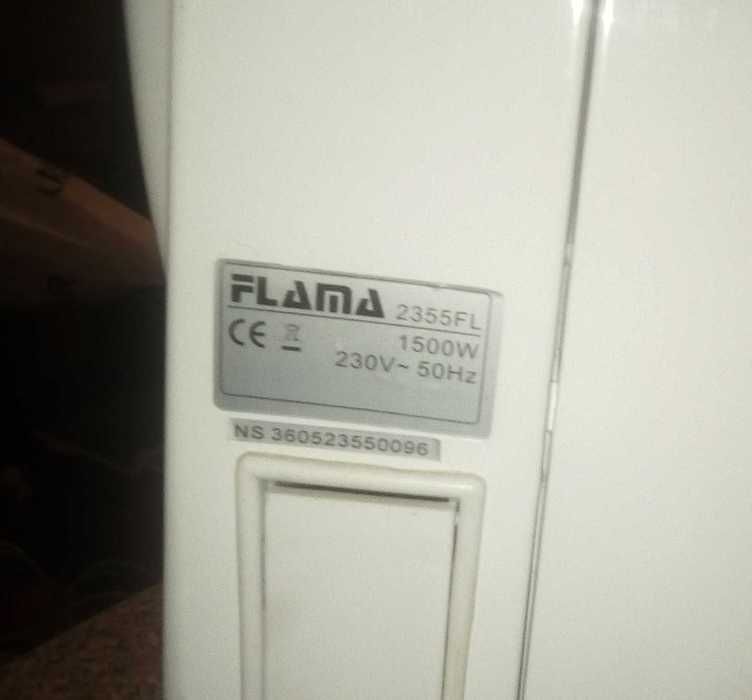 FLAMA 2355FL
CE 1500W
230V~ 50Hz
NS 360523550096